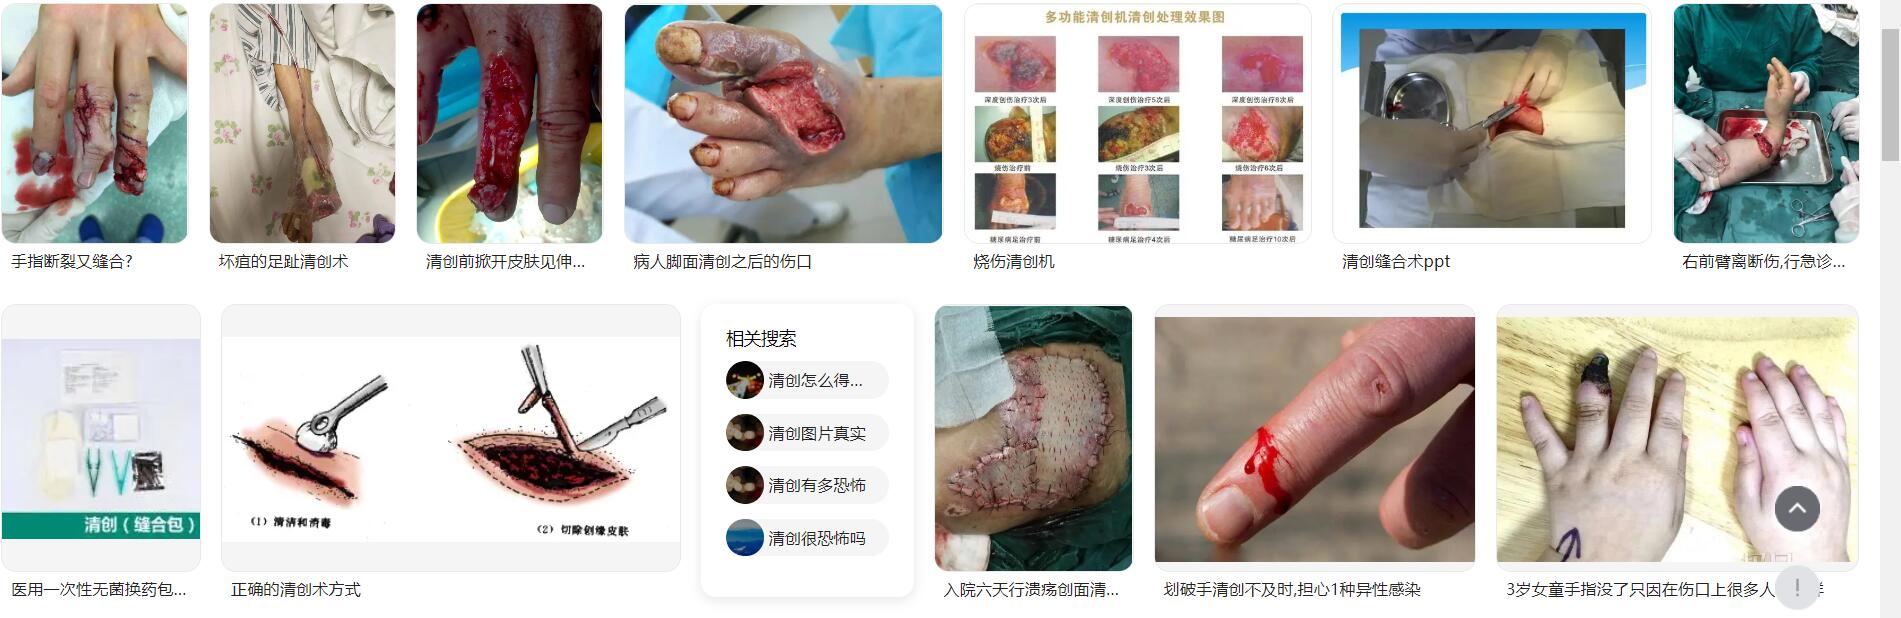 多功能清创机清创处理效果图
深度创伤治疗3次后
深度创伤治疗5次后
深度创伤治疗8次后
烧伤治疗前
烧伤治疗3次后
烧伤治疗6次后
糖尿病足治疗前
糖尿病足治疗4次后
糖尿病足治疗10次后
手指断裂又缝合?
坏疽的足趾清创术
清创前掀开皮肤见伸...
病人脚面清创之后的伤口
烧伤清创机
清创缝合术ppt
右前臂离断伤,行急诊...
清创（缝合包）
(1) 清洁和消毒
(2) 切除创缘皮肤
相关搜索
清创怎么得...
清创图片真实
清创有多恐怖
清创很恐怖吗
医用一次性无菌换药包...
正确的清创术方式
入院六天行溃疡创面清...
划破手清创不及时,担心1种异性感染
3岁女童手指没了只因在伤口上很多人